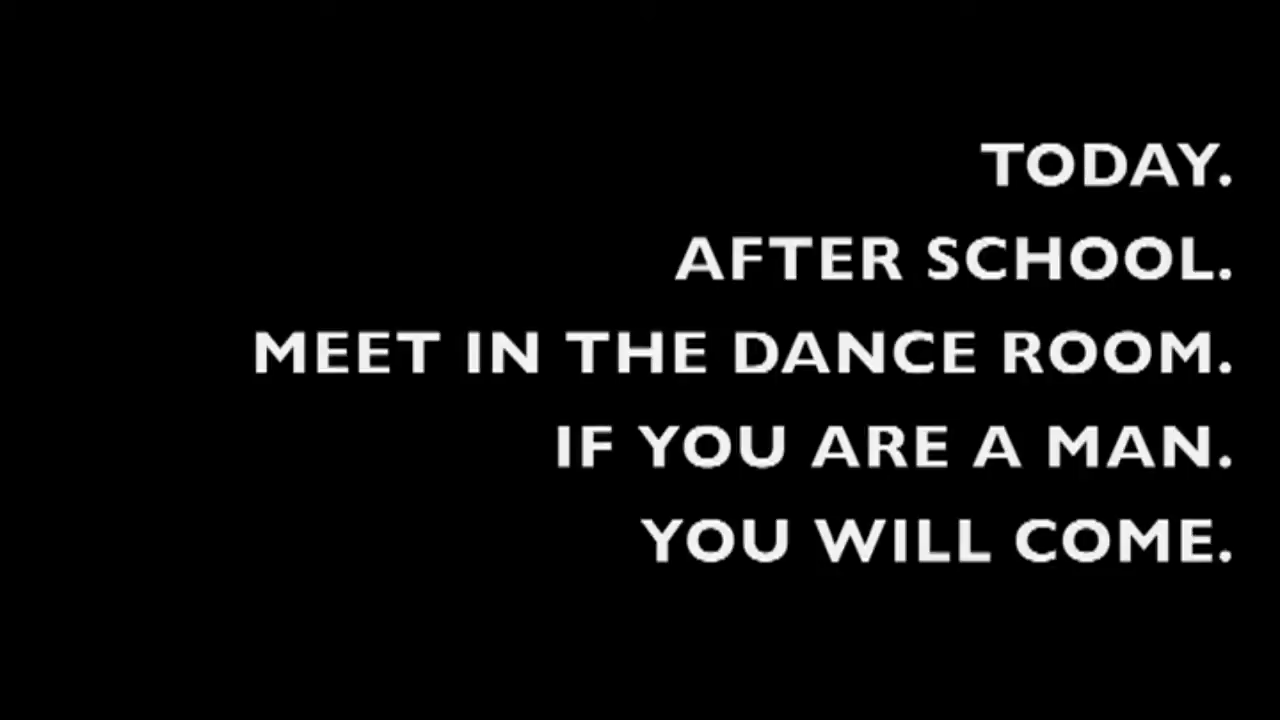 TODAY.
AFTER SCHOOL.
MEET IN THE DANCE ROOM.
IF YOU ARE A MAN.
YOU WILL COME.